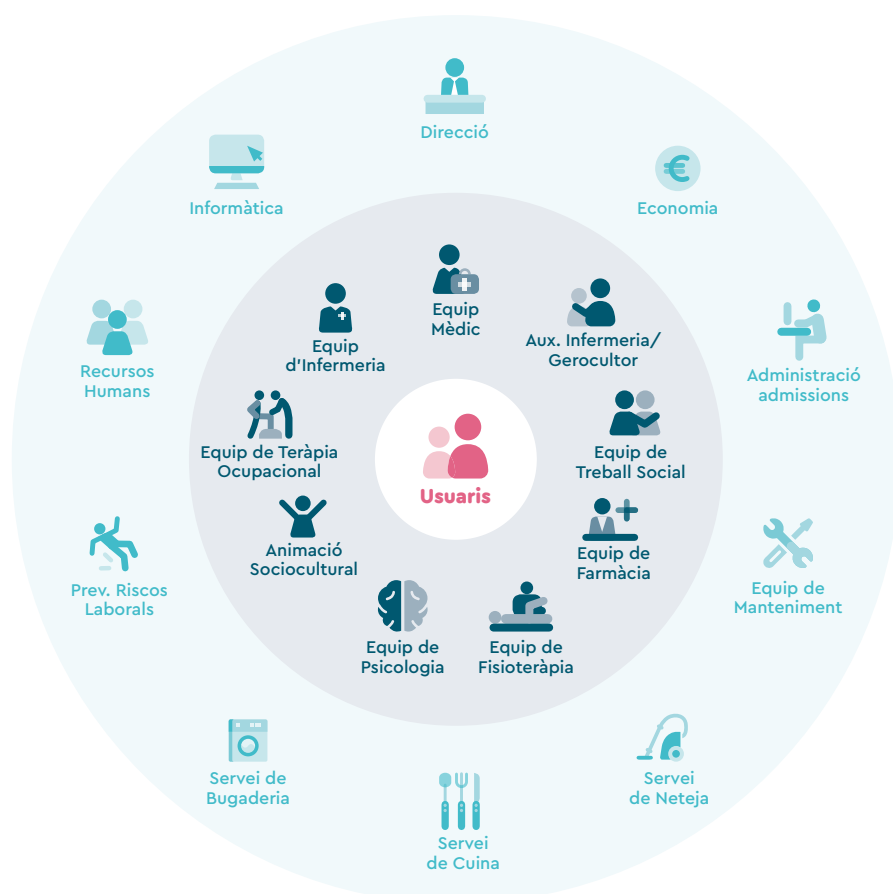 Direcció
Informàtica
Economia
Equip
Mèdic
Equip
d'Infermeria
Aux. Infermeria/
Gerocultor
Recursos
Humans
Administració
admissions
Equip de Teràpia
Ocupacional
Equip de
Treball Social
Usuaris
Animació
Sociocultural
Equip de
Farmàcia
Prev. Riscos
Laborals
Equip de
Manteniment
Equip de
Psicologia
Equip de
Fisioteràpia
Servei de
Bugaderia
Servei
de Neteja
Servei
de Cuina